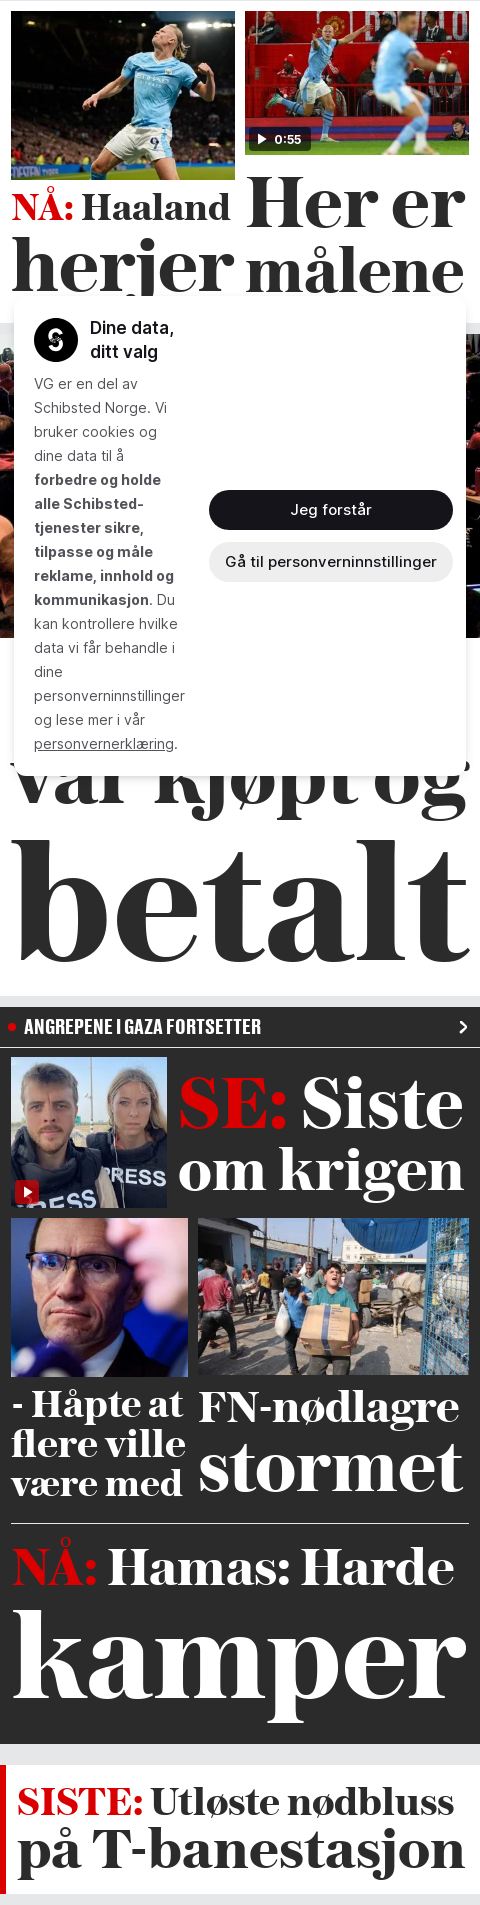 NÅ: Haaland
herjer
0:55
Her er
målene
Dine data,
ditt valg
VG er en del av
Schibsted Norge. Vi
bruker cookies og
dine data til å
forbedre og holde
alle Schibsted-
tjenester sikre,
tilpasse og måle
reklame, innhold og
kommunikasjon. Du
kan kontrollere hvilke
data vi får behandle i
dine
personverninnstillinger
og lese mer i vår
personvernerklæring.
Jeg forstår
Gå til personverninnstillinger
var kjøpt og
betalt
ANGREPENE I GAZA FORTSETTER
PRESS
PRESS
SE: Siste
om krigen
- Håpte at
flere ville
være med
FN-nødlagre
stormet
NÅ: Hamas: Harde
kamper
SISTE: Utløste nødbluss
på T-banestasjon